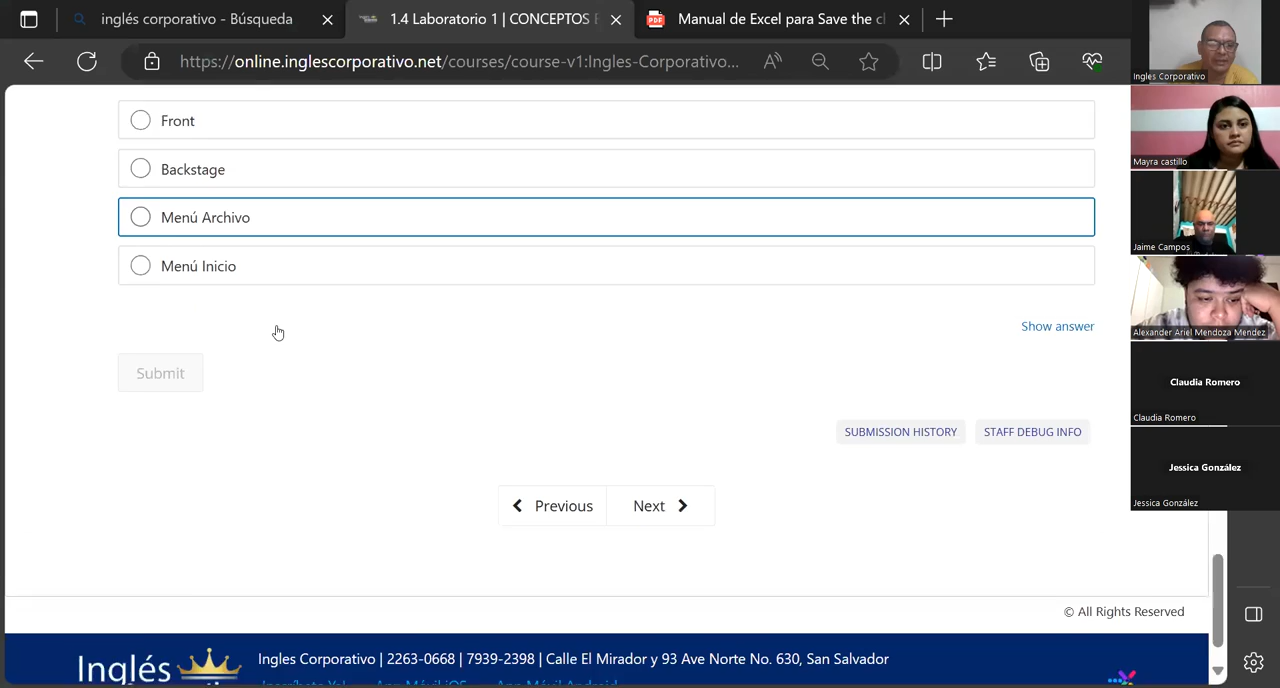 inglés corporativo - Búsqueda
1.4 Laboratorio 1 | CONCEPTOS
Manual de Excel para Save the cl
https://online.inglescorporativo.net/courses/course-v1:Ingles-Corporativo...
Front
Backstage
Menú Archivo
Menú Inicio
Show answer
Submit
SUBMISSION HISTORY
STAFF DEBUG INFO
Previous
Next
© All Rights Reserved
Inglés
Ingles Corporativo | 2263-0668 | 7939-2398 | Calle El Mirador y 93 Ave Norte No. 630, San Salvador
Ingles Corporativo
Mayra castillo
Jaime Campos
Alexander Ariel Mendoza Mendez
Claudia Romero
Claudia Romero
Jessica González
Jessica González